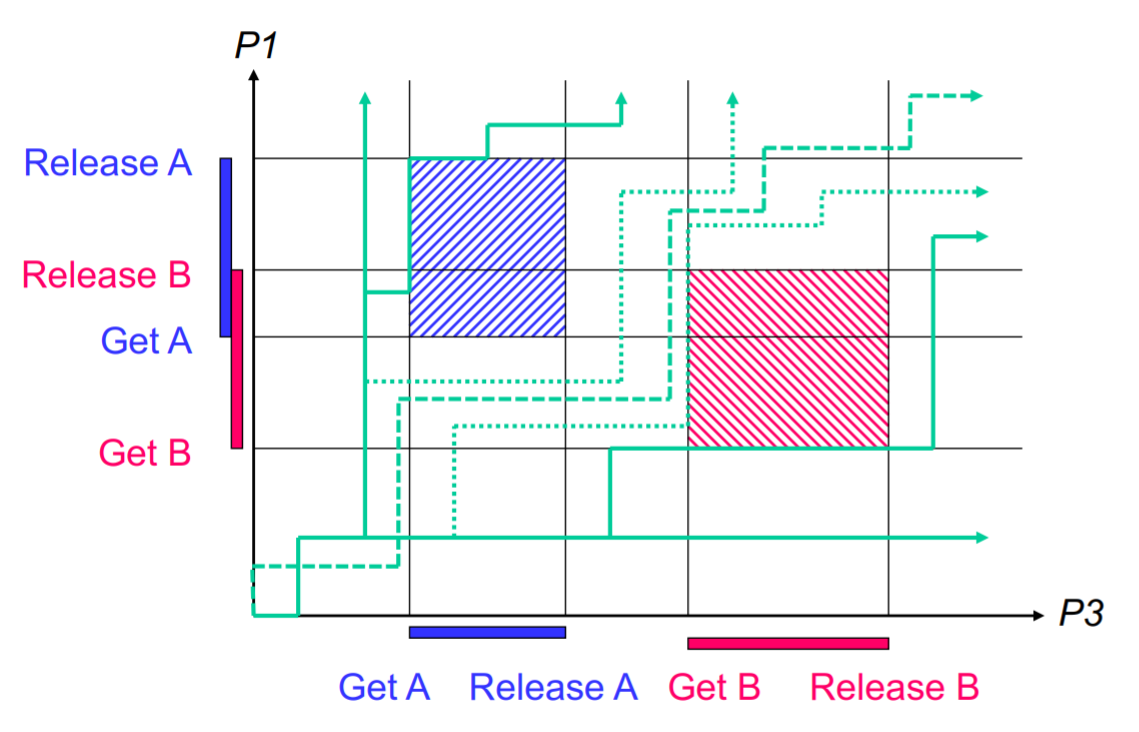 P1
Release A
Release B
Get A
Get B
P3
Get A Release A Get B Release B